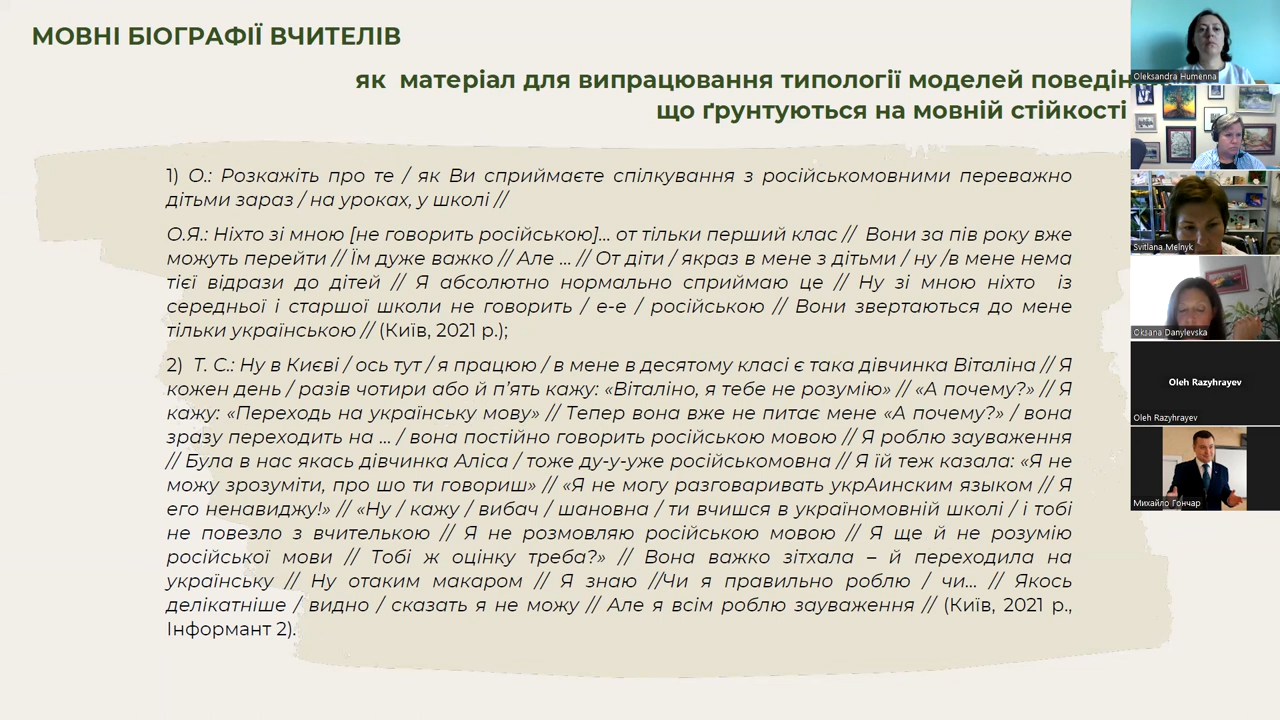 МОВНІ БІОГРАФІЇ ВЧИТЕЛІВ
як матеріал для випрацювання типології моделей
що ґрунтуються на мовній стійкості
1) О.: Розкажіть про те / як Ви сприймаєте спілкування з російськомовними переважно
дітьми зараз / на уроках, у школі //
О.Я.: Ніхто зі мною [не говорить російською]... от тільки перший клас // Вони за пів року вже
можуть перейти // Їм дуже важко // Але ... // От діти / якраз в мене з дітьми / ну /в мене нема
тієї відрази до дітей // Я абсолютно нормально сприймаю це // Ну зі мною ніхто із
середньої і старшої школи не говорить / е-е / російською // Вони звертаються до мене
тільки українською // (Київ, 2021 р.);
2) Т. С.: Ну в Києві / ось тут / я працюю / в мене в десятому класі є така дівчинка Віталіна // Я
кожен день / разів чотири або й п’ять кажу: «Віталіно, я тебе не розумію» // «А почему?» // Я
кажу: «Переходь на українську мову» // Тепер вона вже не питає мене «А почему?» / вона
зразу переходить на ... / вона постійно говорить російською мовою // Я роблю зауваження
// Була в нас якась дівчинка Аліса / тоже ду-у-уже російськомовна // Я їй теж казала: «Я не
можу зрозуміти, про шо ти говориш» // «Я не могу разговаривать укрАинским языком // Я
его ненавиджу!» // «Ну / кажу / вибач / шановна / ти вчишся в україномовній школі / і тобі
не повезло з вчителькою // Я не розмовляю російською мовою // Я ще й не розумію
російської мови // Тобі ж оцінку треба?» // Вона важко зітхала – й переходила на
українську // Ну отаким макаром // Я знаю //Чи я правильно роблю / чи... // Якось
делікатніше / видно / сказать я не можу // Але я всім роблю зауваження // (Київ, 2021 р.,
Інформант 2).
Oleksandra Humenna
Svitlana Melnyk
Oksana Danylevska
Oleh Razyhrayev
Oleh Razyhrayev
Михайло Гончар